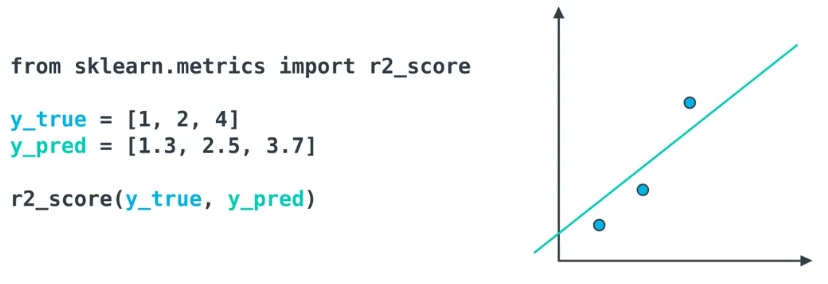 from sklearn.metrics import r2_score
y_true = [1, 2, 4]
y_pred = [1.3, 2.5, 3.7]
r2_score(y_true, y_pred)